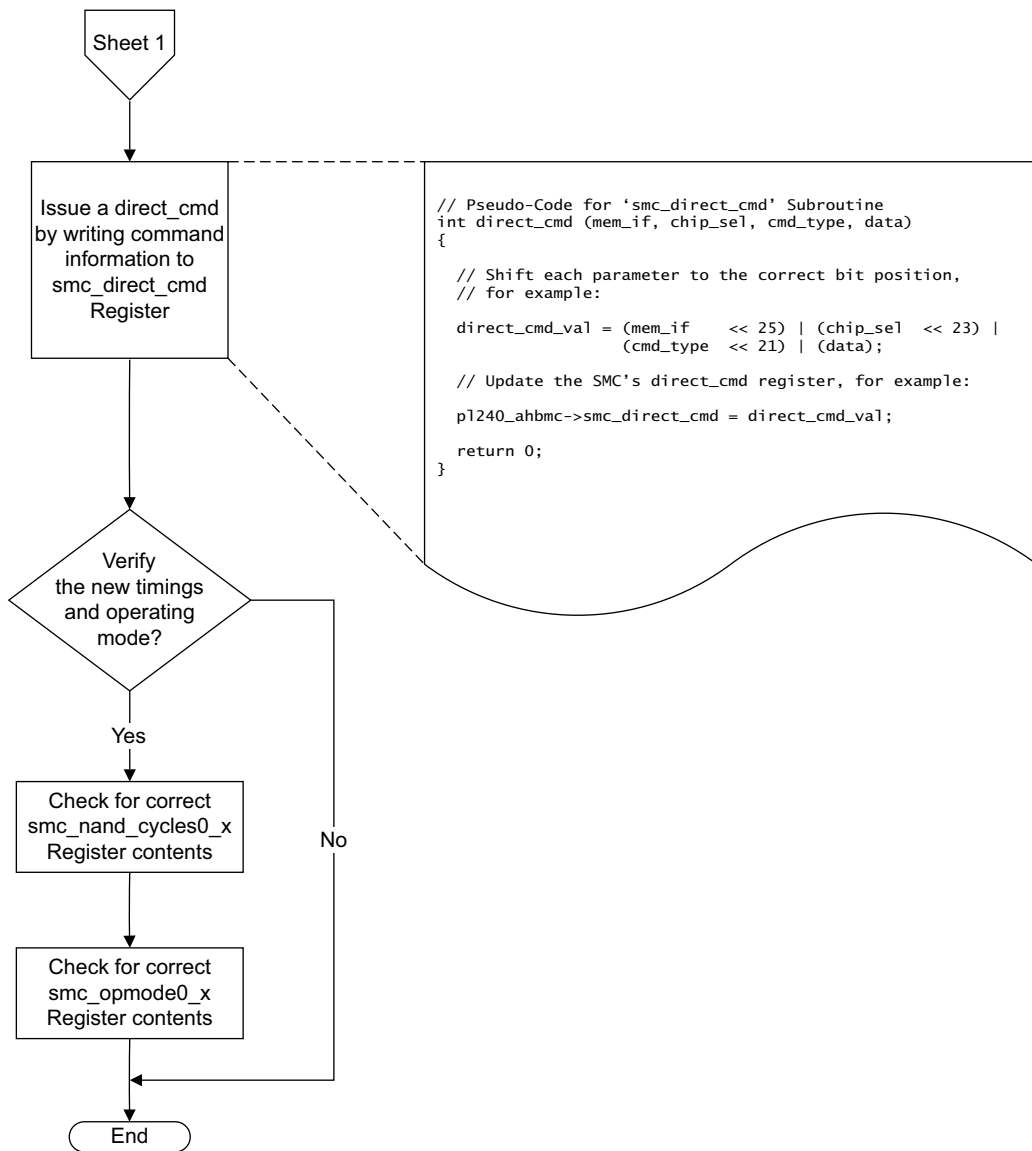 Sheet 1
Issue a direct_cmd
by writing command
information to
smc_direct_cmd
Register
// Pseudo-Code for ‘smc_direct_cmd’ Subroutine
int direct_cmd (mem_if, chip_sel, cmd_type, data)
{
// Shift each parameter to the correct bit position,
// for example:
direct_cmd_val = (mem_if    << 25) | (chip_sel  << 23) |
(cmd_type  << 21) | (data);
// Update the SMC’s direct_cmd register, for example:
pl240_ahbmc->smc_direct_cmd = direct_cmd_val;
return 0;
}
Verify
the new timings
and operating
mode?
Yes
No
Check for correct
smc_nand_cycles0_x
Register contents
Check for correct
smc_opmode0_x
Register contents
End